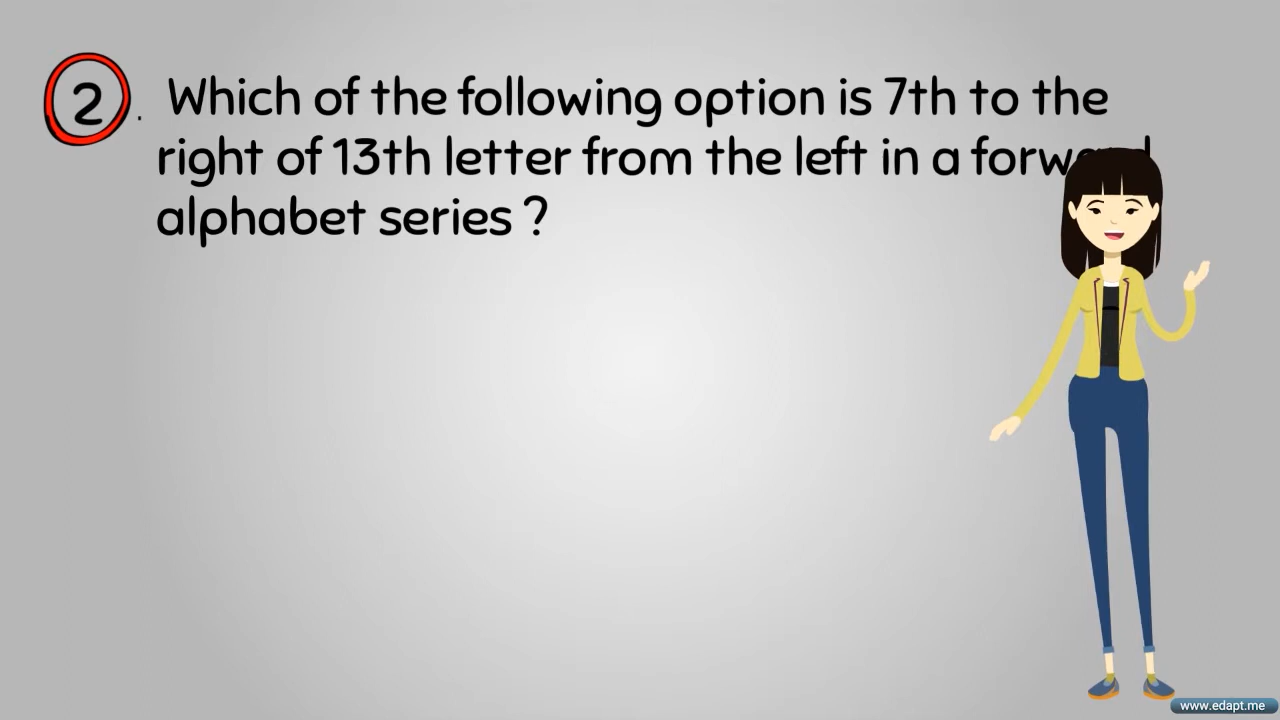 2. Which of the following option is 7th to the
right of 13th letter from the left in a
alphabet series ?
www.edapt.me